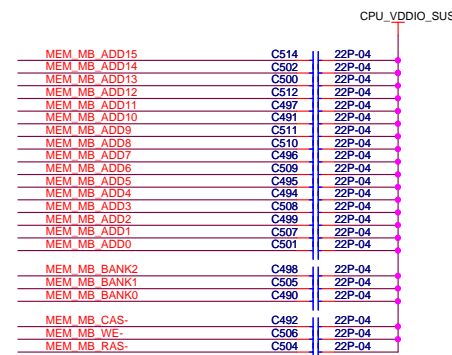 CPU_VDDIO_SUS
MEM_MB_ADD15 C514 22P-04
MEM_MB_ADD14 C502 22P-04
MEM_MB_ADD13 C500 22P-04
MEM_MB_ADD12 C512 22P-04
MEM_MB_ADD11 C497 22P-04
MEM_MB_ADD10 C491 22P-04
MEM_MB_ADD9 C511 22P-04
MEM_MB_ADD8 C510 22P-04
MEM_MB_ADD7 C496 22P-04
MEM_MB_ADD6 C509 22P-04
MEM_MB_ADD5 C495 22P-04
MEM_MB_ADD4 C494 22P-04
MEM_MB_ADD3 C508 22P-04
MEM_MB_ADD2 C499 22P-04
MEM_MB_ADD1 C507 22P-04
MEM_MB_ADD0 C501 22P-04
MEM_MB_BANK2 C498 22P-04
MEM_MB_BANK1 C505 22P-04
MEM_MB_BANK0 C490 22P-04
MEM_MB_CAS- C492 22P-04
MEM_MB_WE- C506 22P-04
MEM_MB_RAS- C504 22P-04